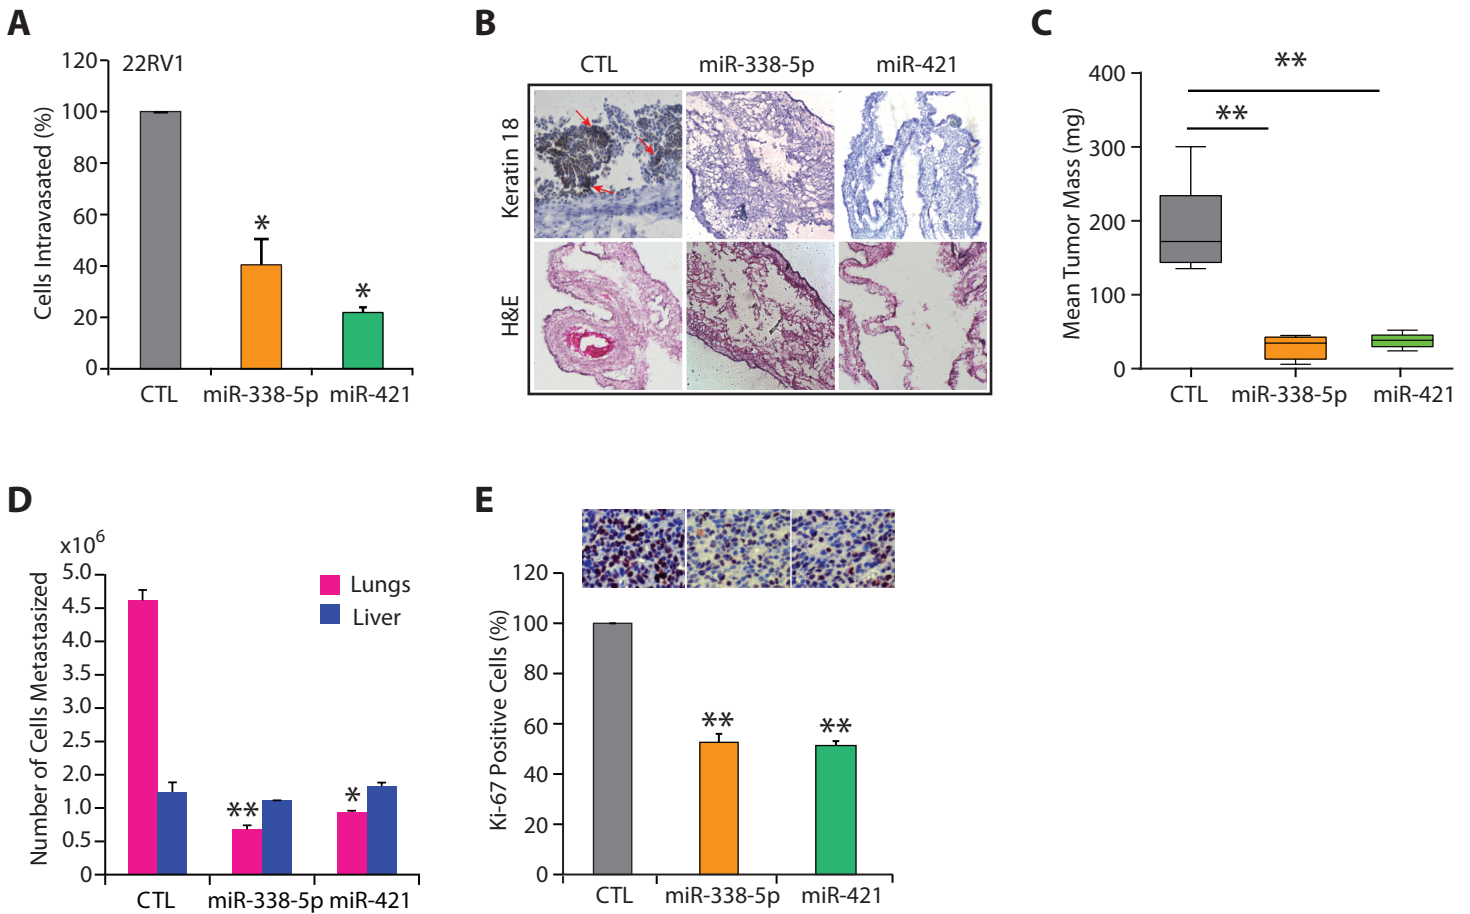 A
120
22RV1
100
80
60
40
20
0
Cells Intravasated (%)
*
*
CTL
miR-338-5p
miR-421
B
CTL
miR-338-5p
miR-421
Keratin 18
H&E
C
400
300
200
100
0
Mean Tumor Mass (mg)
**
**
CTL
miR-338-5p
miR-421
D
x10⁶
5.0
4.5
4.0
3.5
3.0
2.5
2.0
1.0
0.5
0
Number of Cells Metastasized
Lungs
Liver
**
*
CTL
miR-338-5p
miR-421
E
120
100
80
60
40
20
0
Ki-67 Positive Cells (%)
**
**
CTL
miR-338-5p
miR-421